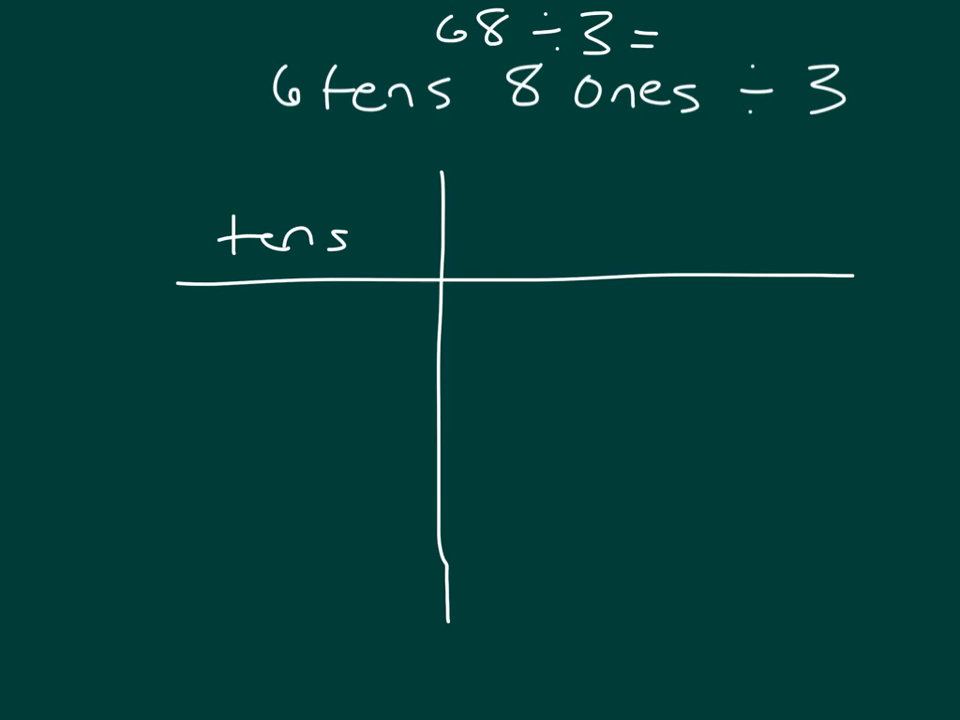 68 ÷ 3 =
6 tens 8 ones ÷ 3
tens